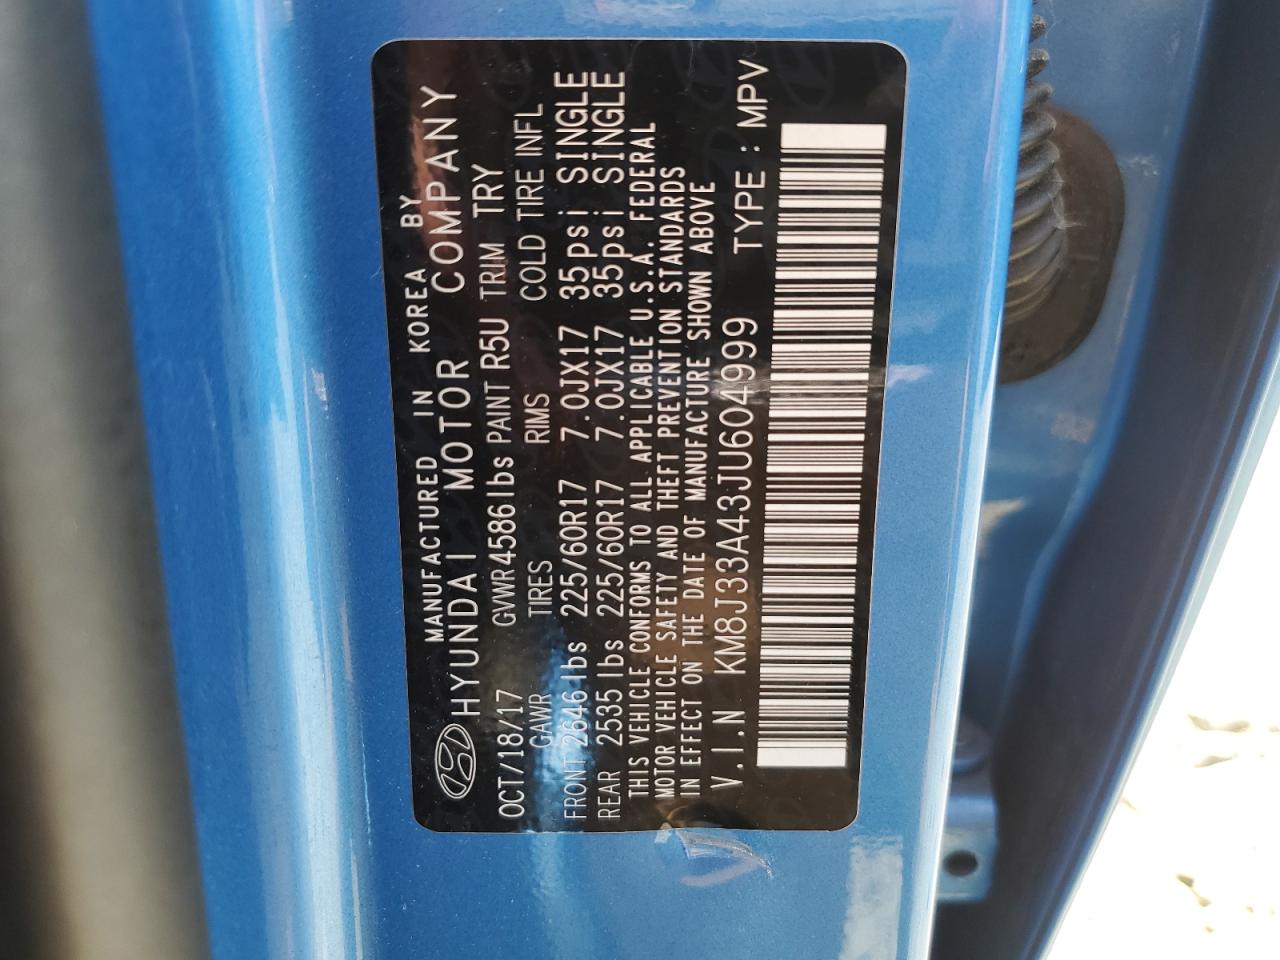 MANUFACTURED IN KOREA BY
HYUNDAI MOTOR COMPANY
OCT/18/17 GVWR 4586lbs PAINT R5U TRIM TRY
GAWR TIRES RIMS COLD TIRE INFL
FRONT 2646lbs 225/60R17 7.0JX17 35psi SINGLE
REAR 2535lbs 225/60R17 7.0JX17 35psi SINGLE
THIS VEHICLE CONFORMS TO ALL APPLICABLE U.S.A. FEDERAL
MOTOR VEHICLE SAFETY AND THEFT PREVENTION STANDARDS
IN EFFECT ON THE DATE OF MANUFACTURE SHOWN ABOVE
V.I.N KM8J33A43JU604999 TYPE : MPV